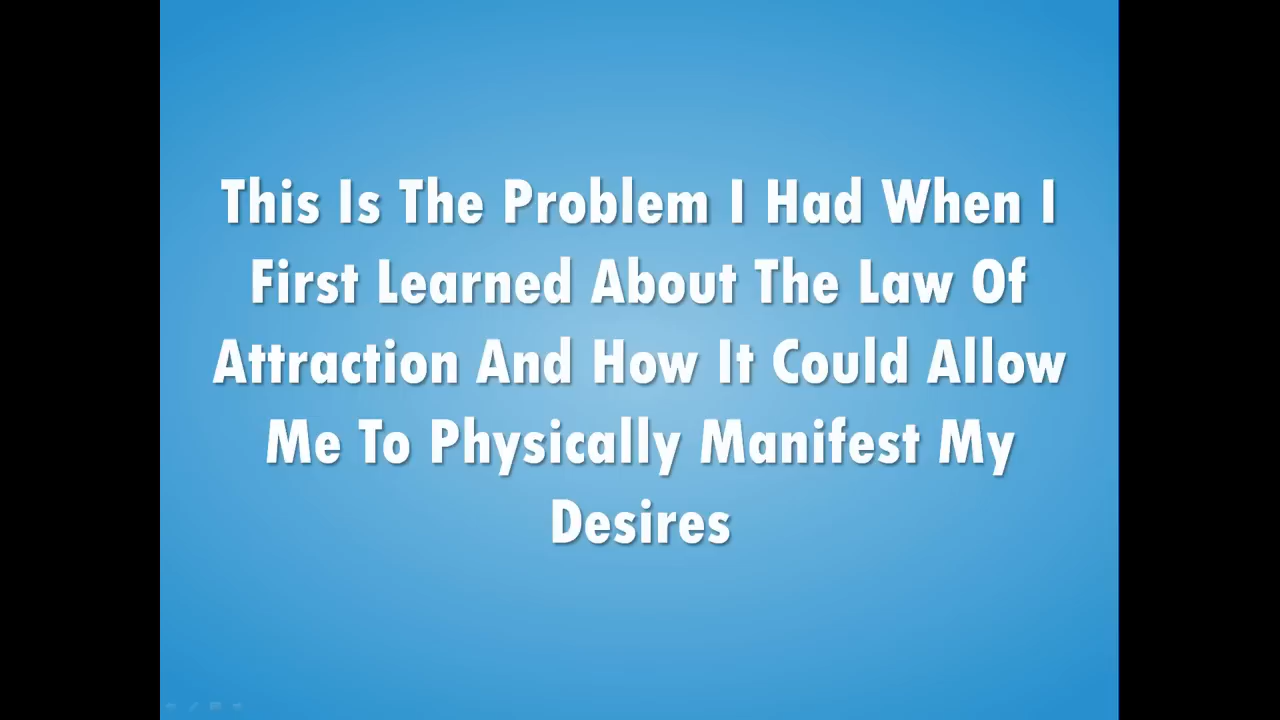 This Is The Problem I Had When I
First Learned About The Law Of
Attraction And How It Could Allow
Me To Physically Manifest My
Desires